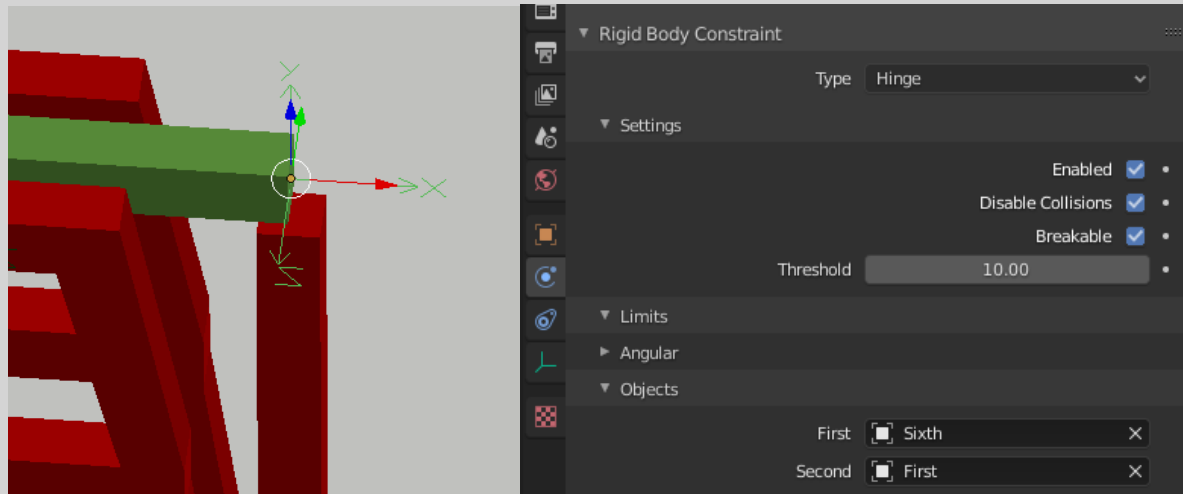 Y
X
Z
Rigid Body Constraint
Type Hinge
Settings
Enabled
Disable Collisions
Breakable
Threshold 10.00
Limits
Angular
Objects
First Sixth
Second First